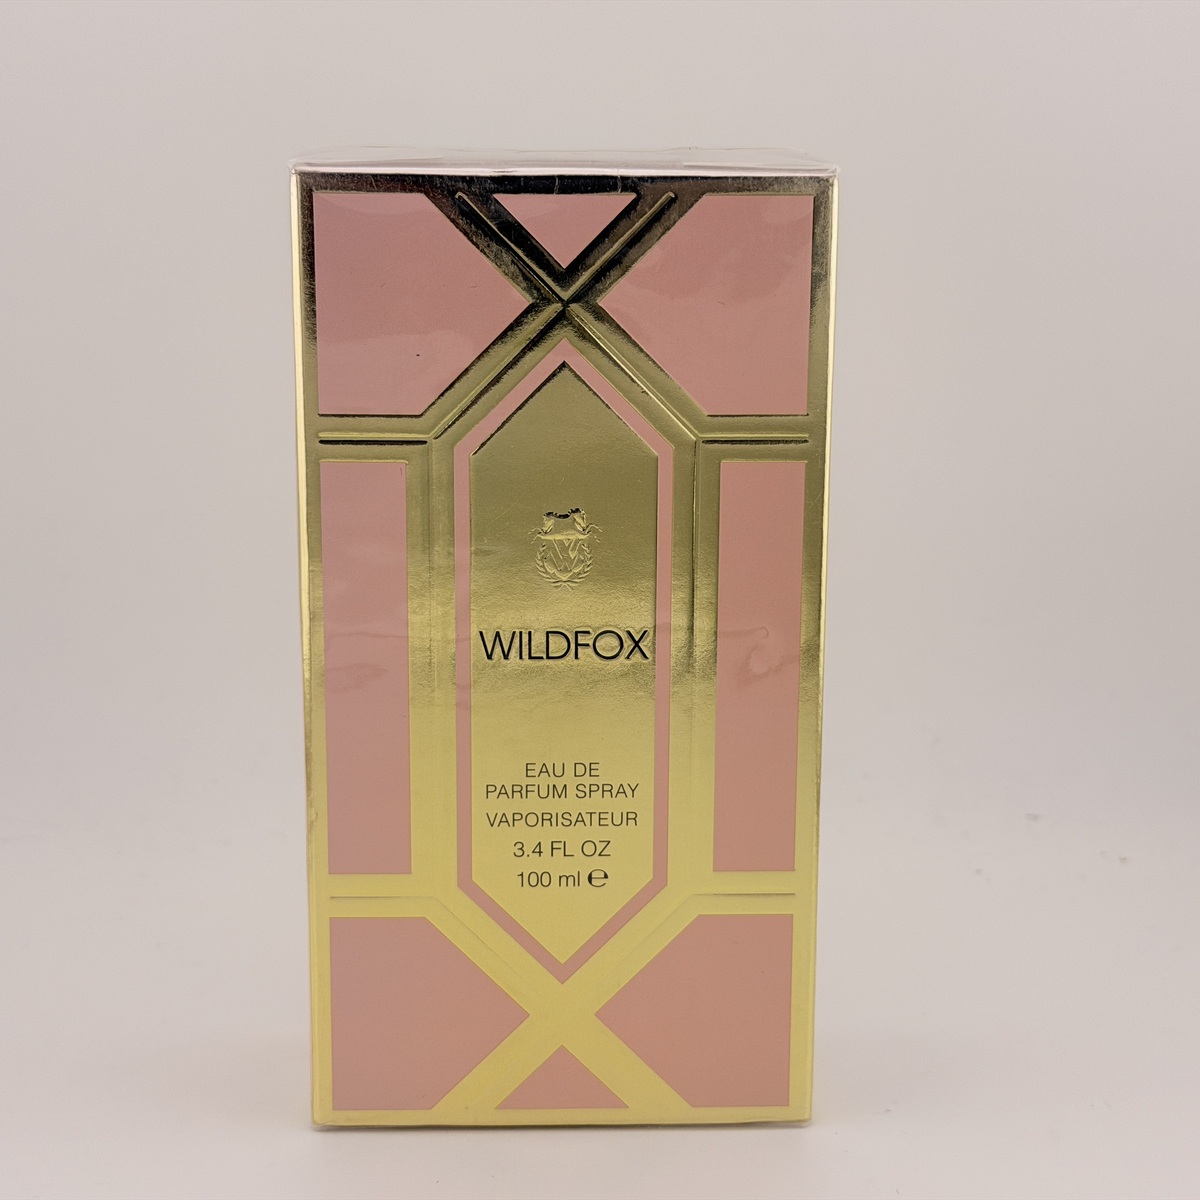 W
WILDFOX
EAU DE
PARFUM SPRAY
VAPORISATEUR
3.4 FL OZ
100 ml ℮